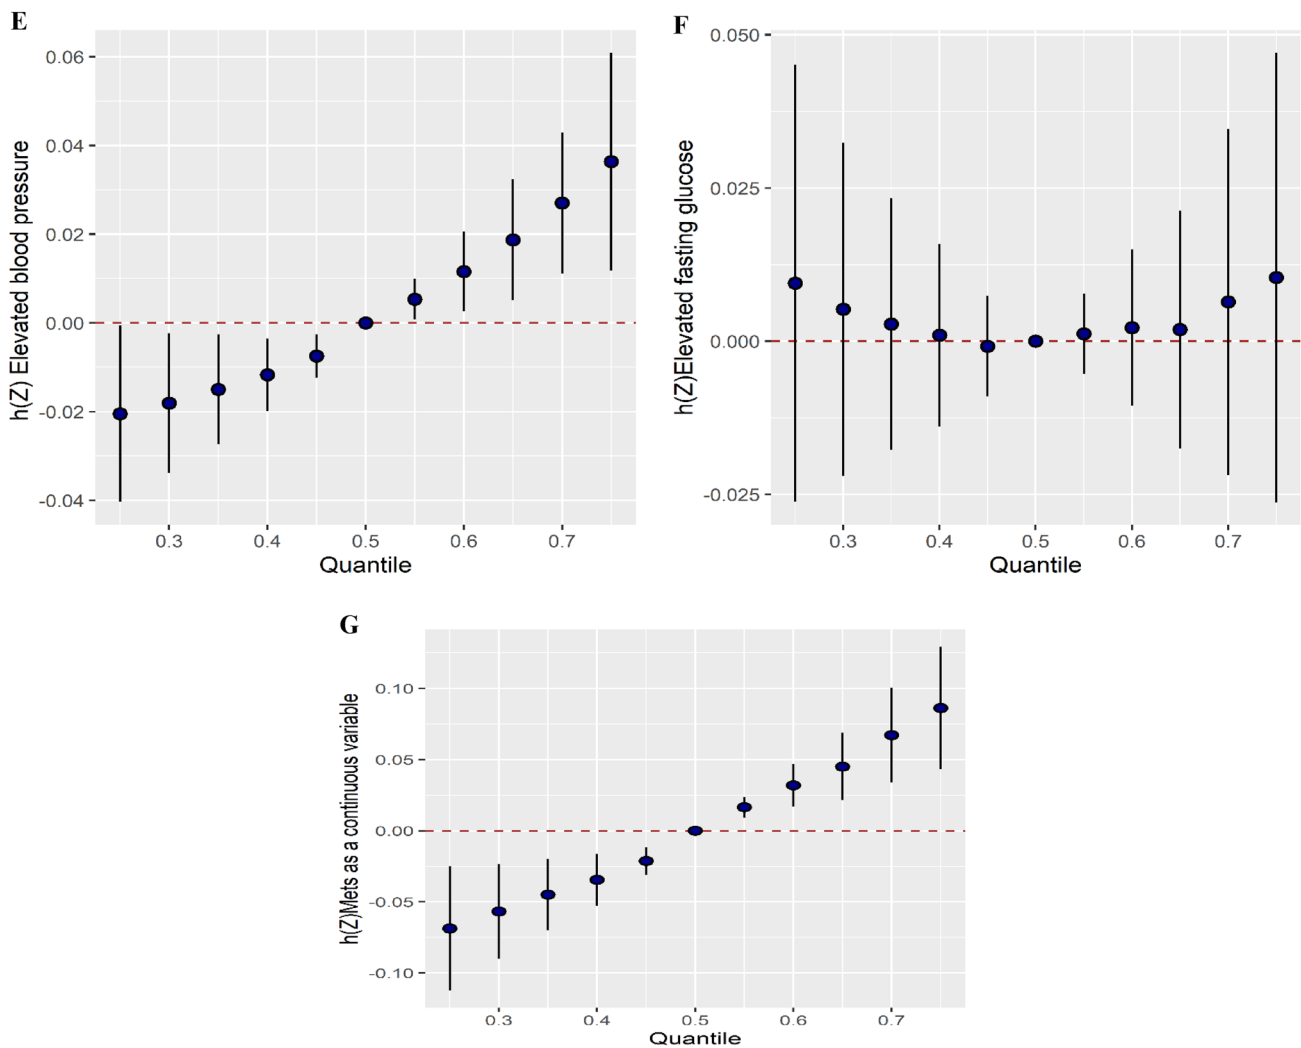 E
h(Z) Elevated blood pressure
0.06
0.04
0.02
0.00
-0.02
-0.04
0.3 0.4 0.5 0.6 0.7
Quantile
F
h(Z)Elevated fasting glucose
0.050
0.025
0.000
-0.025
0.3 0.4 0.5 0.6 0.7
Quantile
G
h(Z)Mets as a continuous variable
0.10
0.05
0.00
-0.05
-0.10
0.3 0.4 0.5 0.6 0.7
Quantile